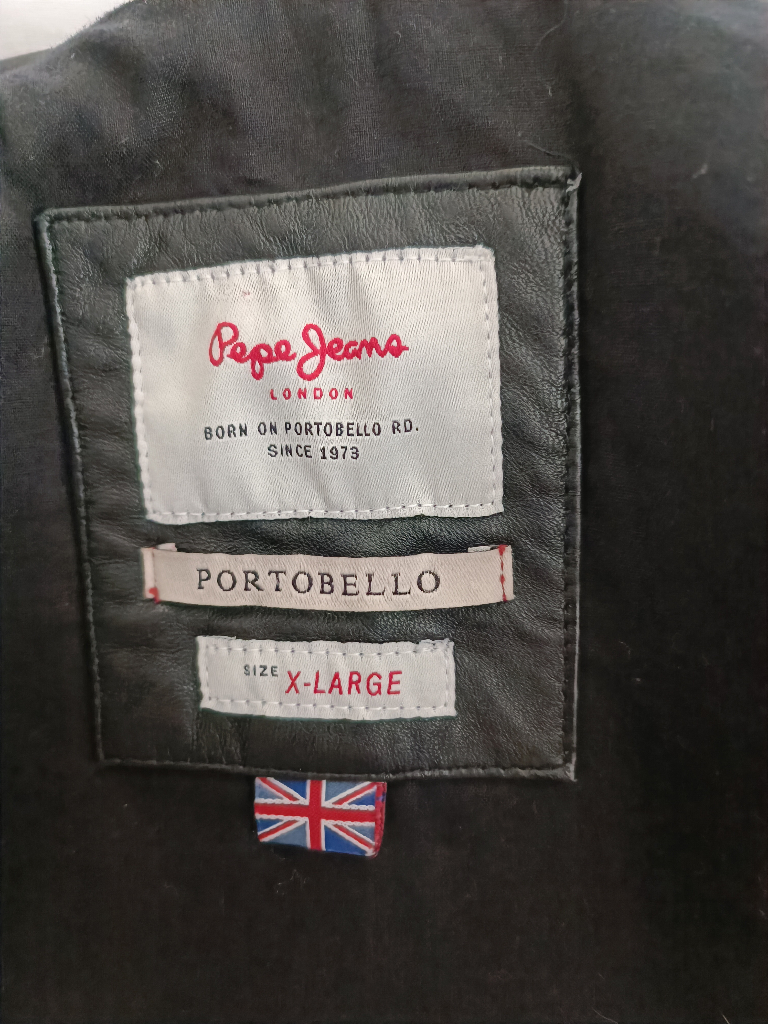 Pepe Jeans
LONDON
BORN ON PORTOBELLO RD.
SINCE 1973
PORTOBELLO
SIZE X-LARGE